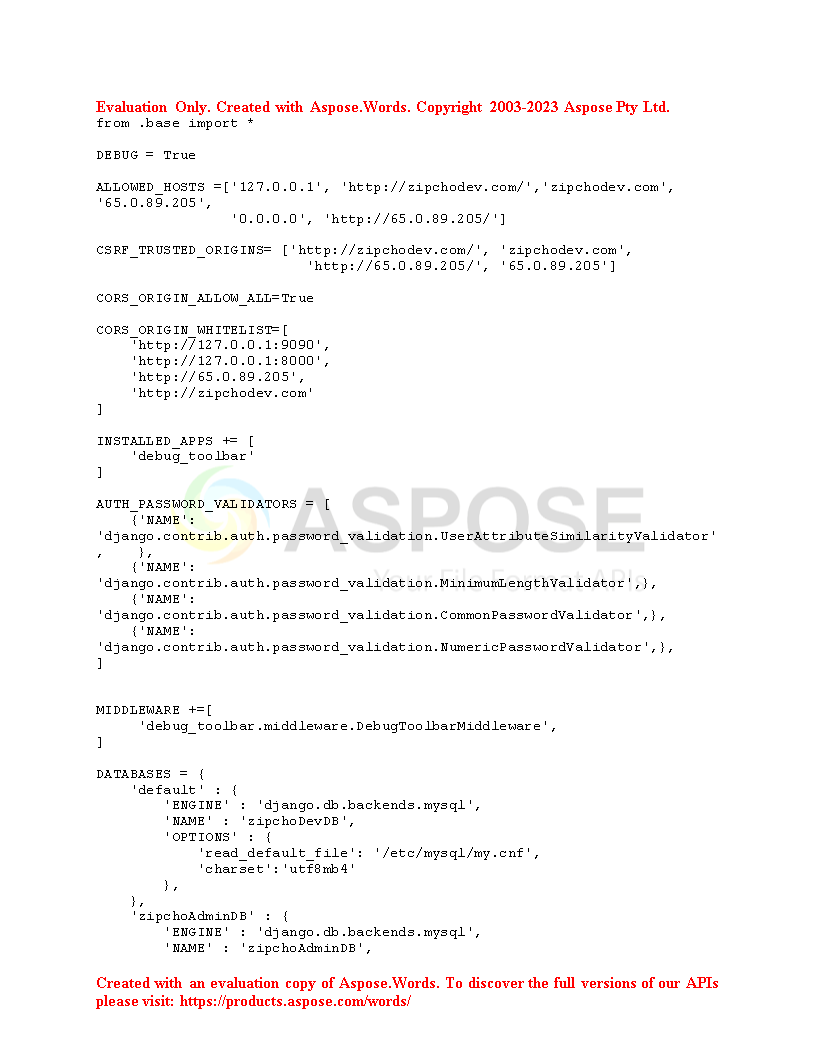 Evaluation Only. Created with Aspose.Words. Copyright 2003-2023 Aspose Pty Ltd.
from .base import *
DEBUG = True
ALLOWED_HOSTS =['127.0.0.1', 'http://zipchodev.com/','zipchodev.com',
'65.0.89.205',
                '0.0.0.0', 'http://65.0.89.205/']
CSRF_TRUSTED_ORIGINS= ['http://zipchodev.com/', 'zipchodev.com',
                         'http://65.0.89.205/', '65.0.89.205']
CORS_ORIGIN_ALLOW_ALL=True
CORS_ORIGIN_WHITELIST=[
    'http://127.0.0.1:9090',
    'http://127.0.0.1:8000',
    'http://65.0.89.205',
    'http://zipchodev.com'
]
INSTALLED_APPS += [
    'debug_toolbar'
]
ASPOSE
Your File Format APIs
AUTH_PASSWORD_VALIDATORS = [
    {'NAME':
'django.contrib.auth.password_validation.UserAttributeSimilarityValidator'
,    },
    {'NAME':
'django.contrib.auth.password_validation.MinimumLengthValidator',},
    {'NAME':
'django.contrib.auth.password_validation.CommonPasswordValidator',},
    {'NAME':
'django.contrib.auth.password_validation.NumericPasswordValidator',},
]
MIDDLEWARE +=[
     'debug_toolbar.middleware.DebugToolbarMiddleware',
]
DATABASES = {
    'default' : {
        'ENGINE' : 'django.db.backends.mysql',
        'NAME' : 'zipchoDevDB',
        'OPTIONS' : {
            'read_default_file': '/etc/mysql/my.cnf',
            'charset':'utf8mb4'
        },
    },
    'zipchoAdminDB' : {
        'ENGINE' : 'django.db.backends.mysql',
        'NAME' : 'zipchoAdminDB',
Created with an evaluation copy of Aspose.Words. To discover the full versions of our APIs
please visit: https://products.aspose.com/words/